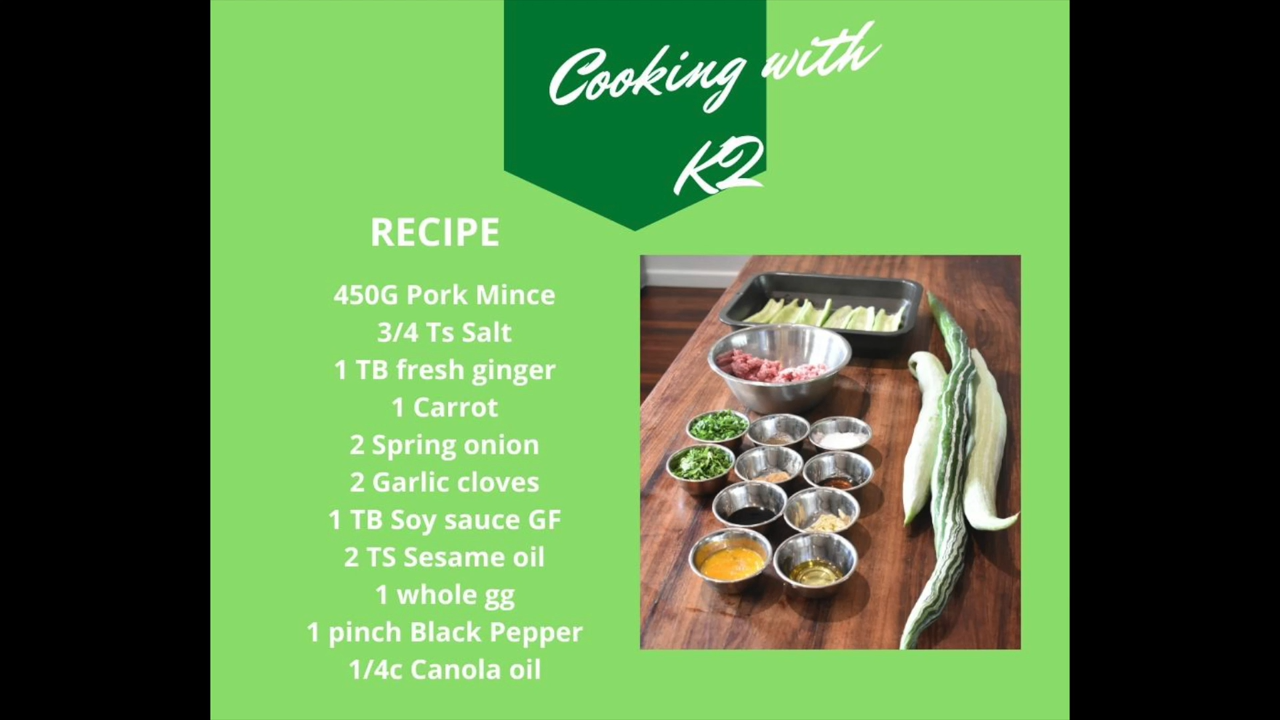 Cooking with
K2
RECIPE
450G Pork Mince
3/4 Ts Salt
1 TB fresh ginger
1 Carrot
2 Spring onion
2 Garlic cloves
1 TB Soy sauce GF
2 TS Sesame oil
1 whole gg
1 pinch Black Pepper
1/4c Canola oil